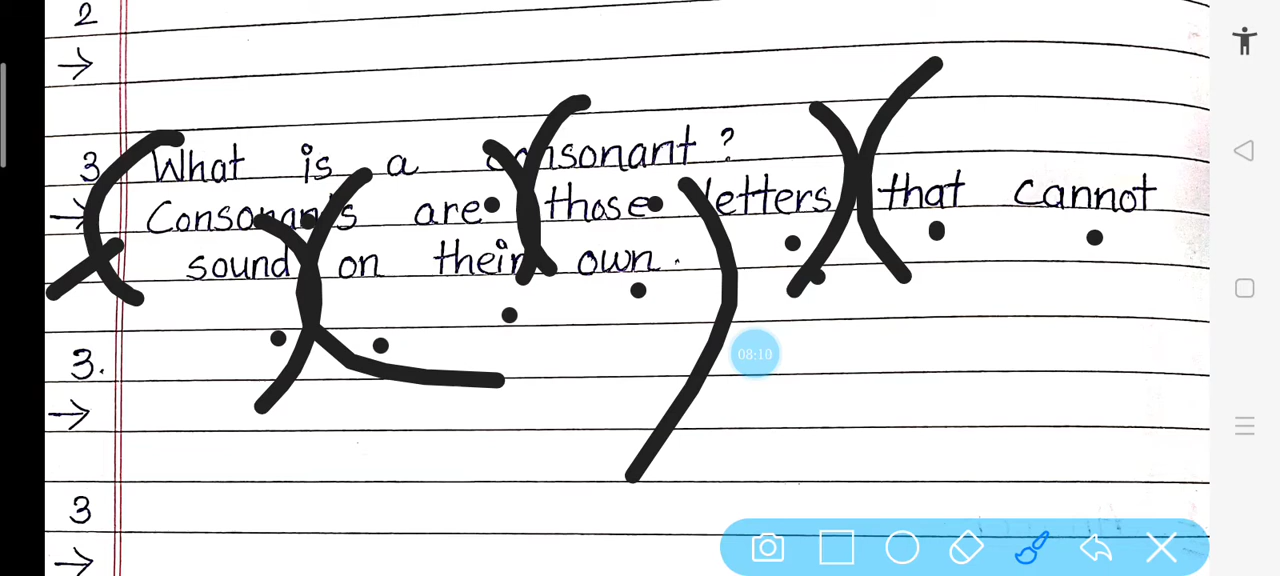 2
→
3 What is a consonant ?
→ Consonants are those letters that cannot
sound on their own.
08:10
3.
→
3
→